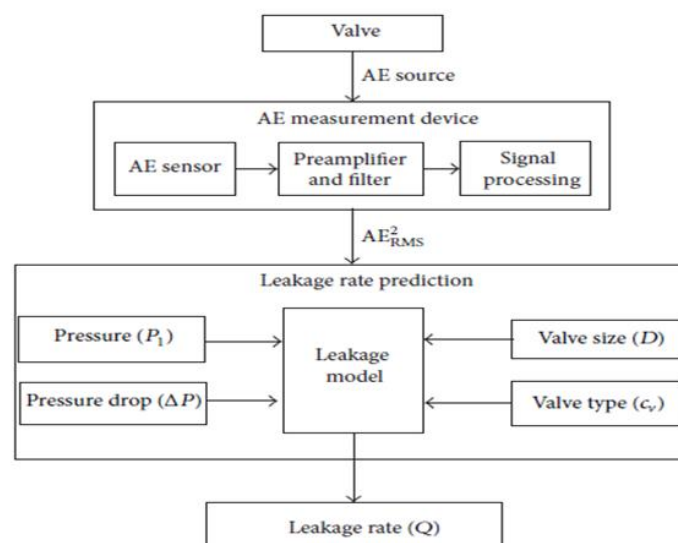 Valve
AE source
AE measurement device
AE sensor
Preamplifier
and filter
Signal
processing
AE²RMS
Leakage rate prediction
Pressure (P₁)
Pressure drop (ΔP)
Leakage
model
Valve size (D)
Valve type (cᵥ)
Leakage rate (Q)